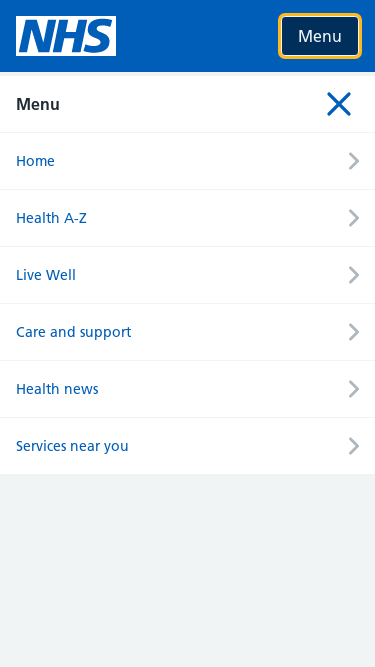 NHS
Menu
Menu
Home
Health A-Z
Live Well
Care and support
Health news
Services near you